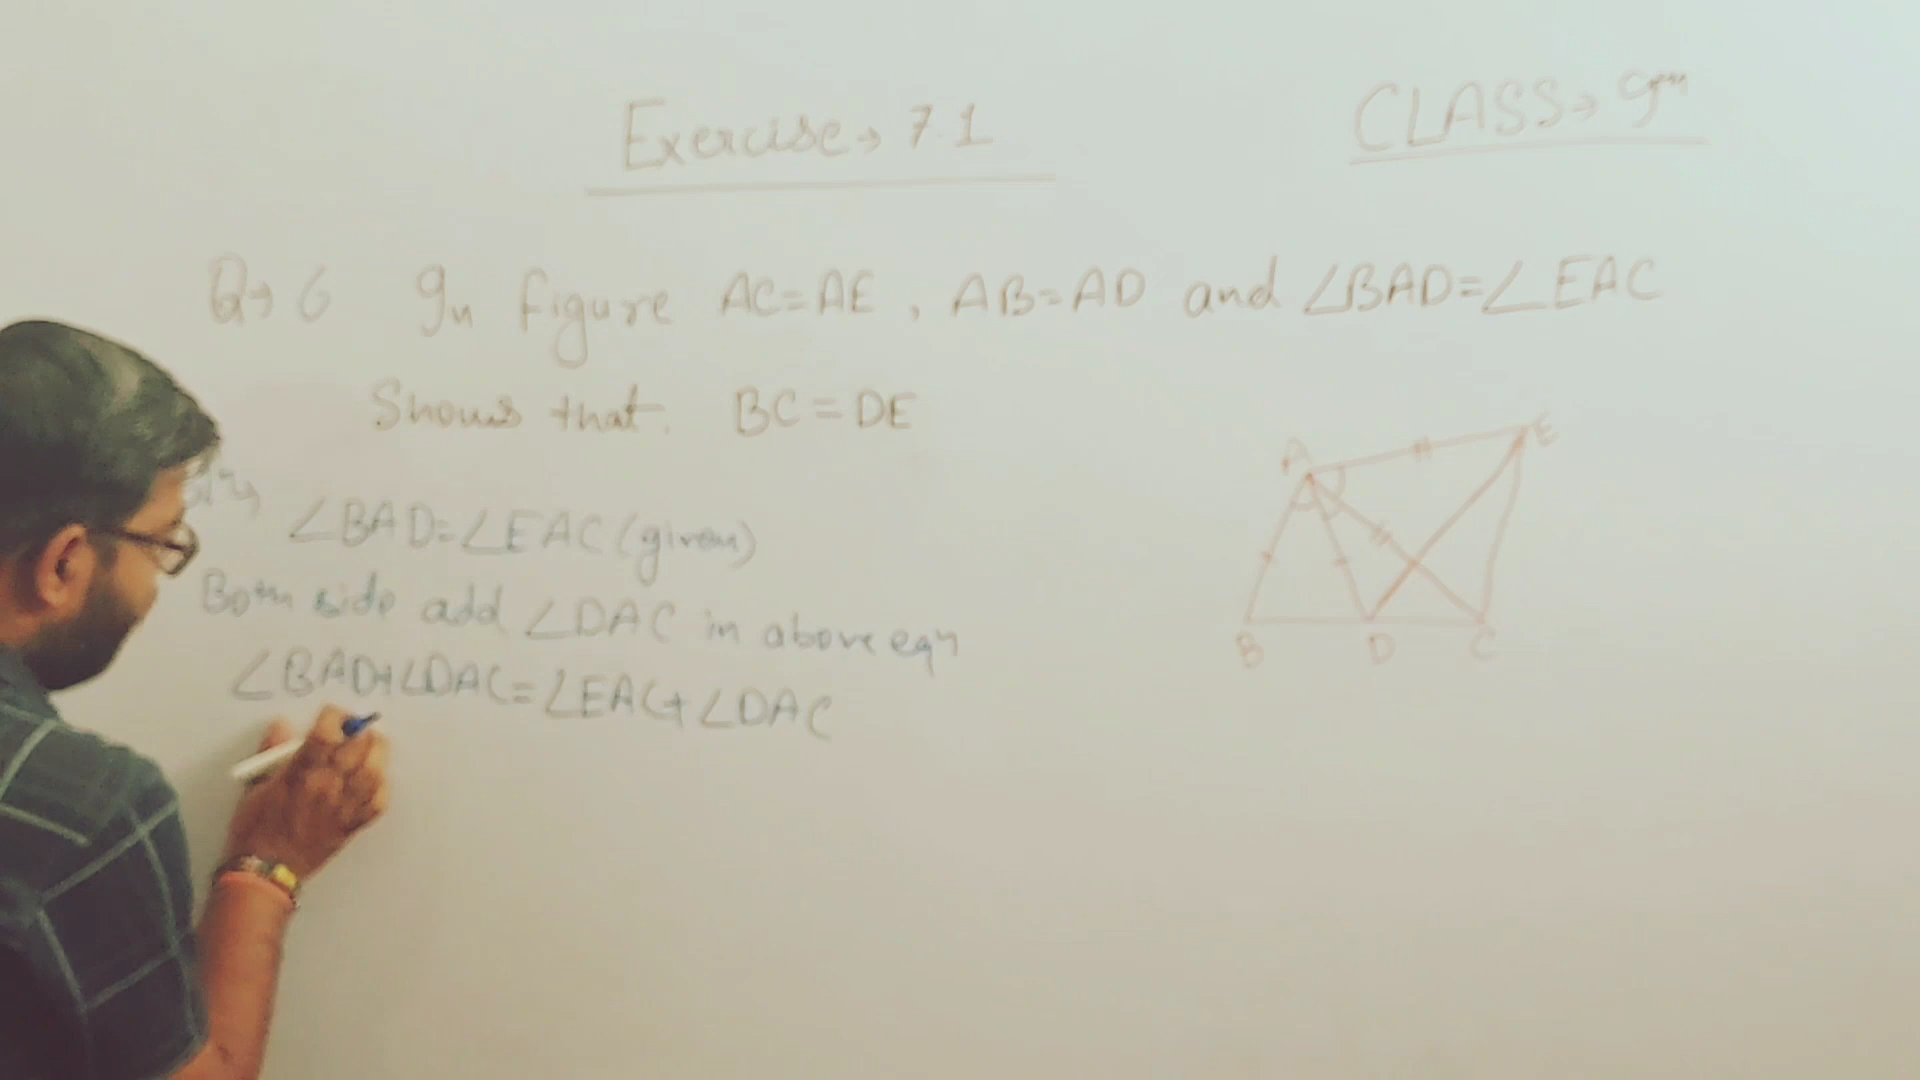 Exercise → 7.1
CLASS → 9th
Q → 6 In figure AC=AE, AB=AD and ∠BAD=∠EAC
Shows that. BC=DE
∠BAD=∠EAC (given)
Both side add ∠DAC in above eqn
∠BAD+∠DAC=∠EAC+∠DAC
A
E
B
D
C